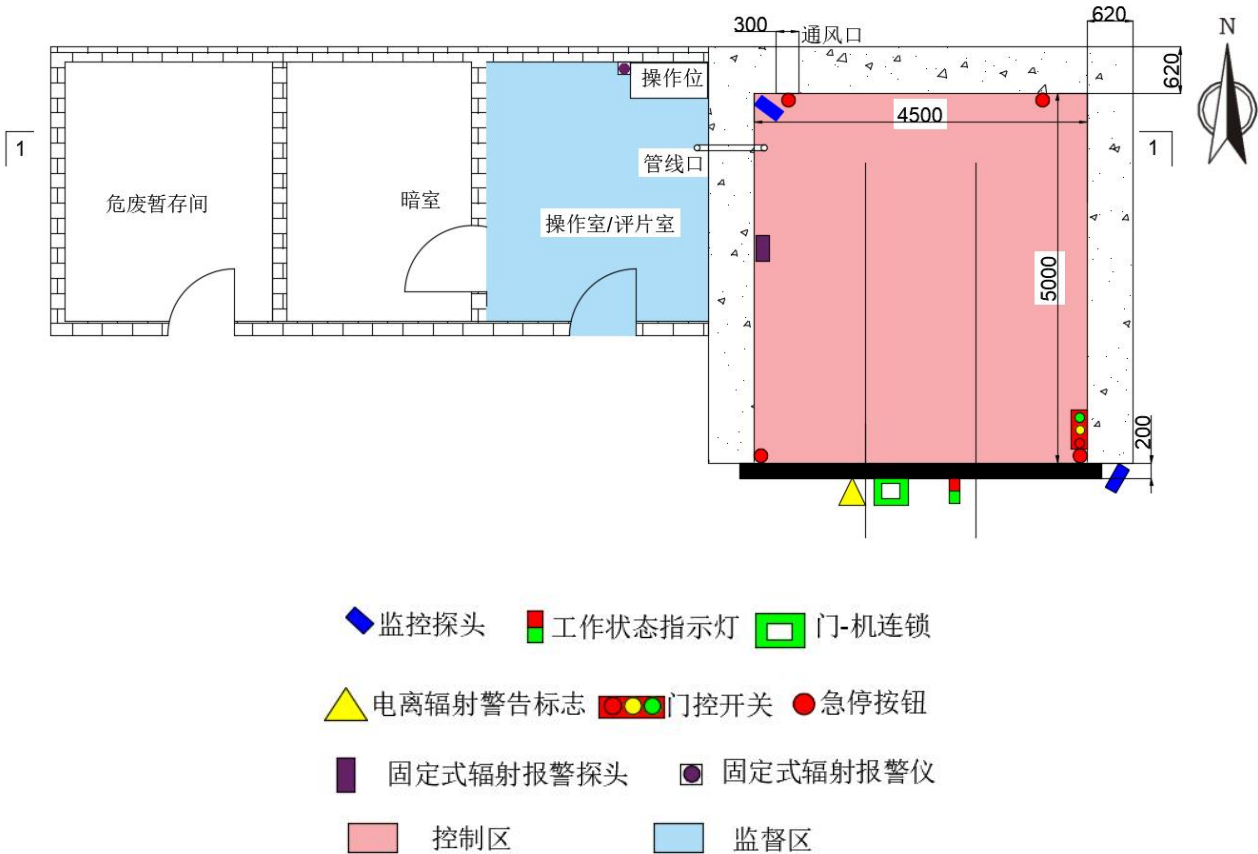 620
300
通风口
N
620
操作位
4500
1
1
管线口
危废暂存间
暗室
操作室/评片室
5000
200
监控探头
工作状态指示灯
门-机连锁
电离辐射警告标志
门控开关
急停按钮
固定式辐射报警探头
固定式辐射报警仪
控制区
监督区